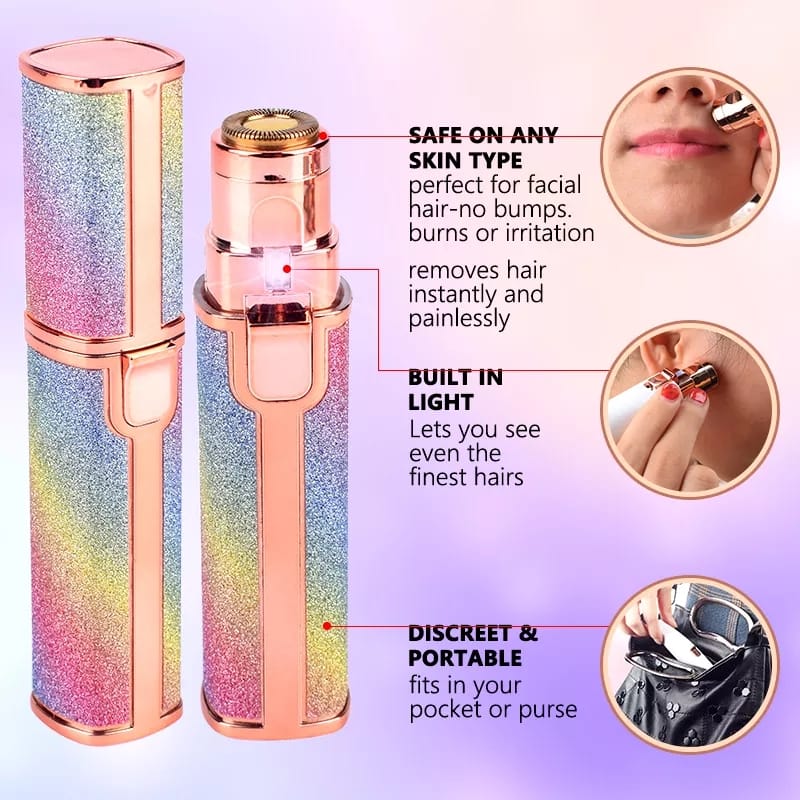 SAFE ON ANY
SKIN TYPE
perfect for facial
hair-no bumps.
burns or irritation
removes hair
instantly and
painlessly
BUILT IN
LIGHT
Lets you see
even the
finest hairs
DISCREET &
PORTABLE
fits in your
pocket or purse